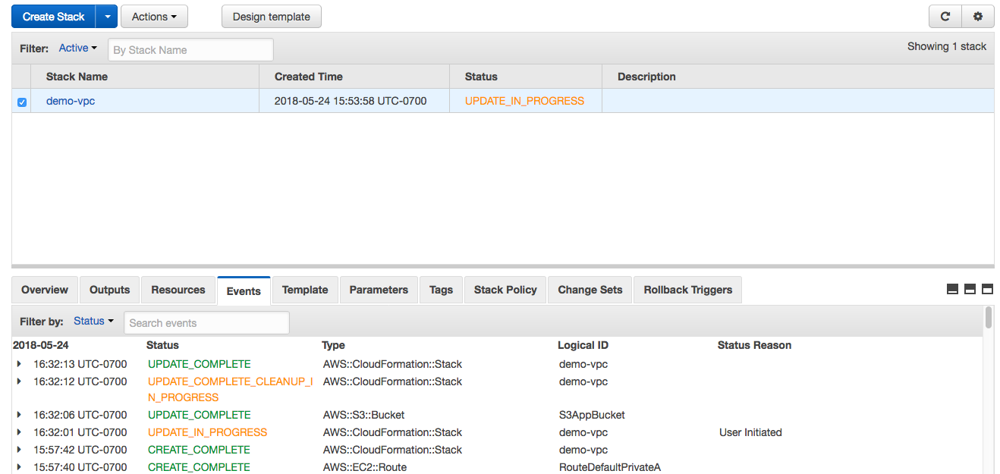 Create Stack Actions Design template
Filter: Active By Stack Name Showing 1 stack
Stack Name Created Time Status Description
demo-vpc 2018-05-24 15:53:58 UTC-0700 UPDATE_IN_PROGRESS
Overview Outputs Resources Events Template Parameters Tags Stack Policy Change Sets Rollback Triggers
Filter by: Status Search events
2018-05-24 Status Type Logical ID Status Reason
16:32:13 UTC-0700 UPDATE_COMPLETE AWS::CloudFormation::Stack demo-vpc
16:32:12 UTC-0700 UPDATE_COMPLETE_CLEANUP_I AWS::CloudFormation::Stack demo-vpc
N_PROGRESS
16:32:06 UTC-0700 UPDATE_COMPLETE AWS::S3::Bucket S3AppBucket
16:32:01 UTC-0700 UPDATE_IN_PROGRESS AWS::CloudFormation::Stack demo-vpc User Initiated
15:57:42 UTC-0700 CREATE_COMPLETE AWS::CloudFormation::Stack demo-vpc
15:57:40 UTC-0700 CREATE_COMPLETE AWS::EC2::Route RouteDefaultPrivateA